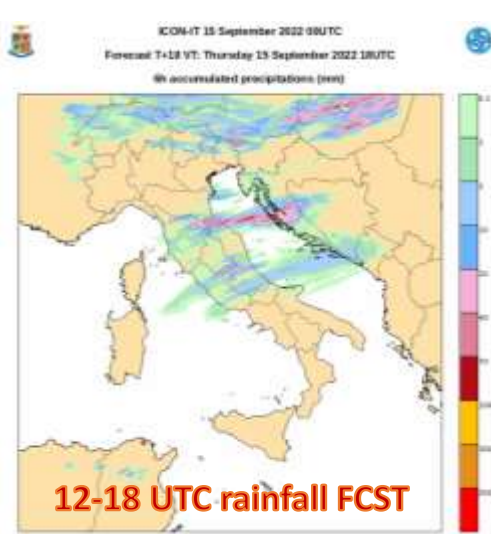 ICON-IT 15 September 2022 00UTC
Forecast T+18 VT: Thursday 15 September 2022 18UTC
6h accumulated precipitations (mm)
12-18 UTC rainfall FCST